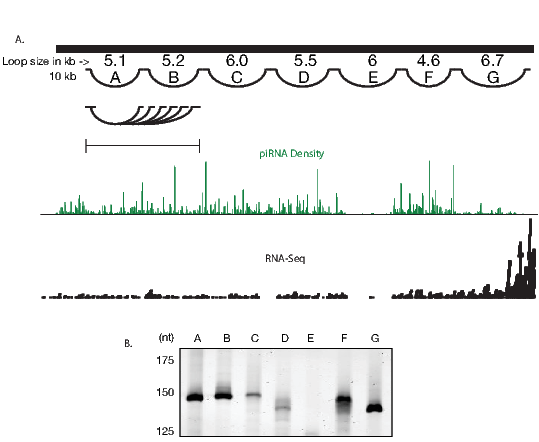 A.
Loop size in kb -> 5.1 5.2 6.0 5.5 6 4.6 6.7
10 kb A B C D E F G
piRNA Density
RNA-Seq
B. (nt) A B C D E F G
175
150
125